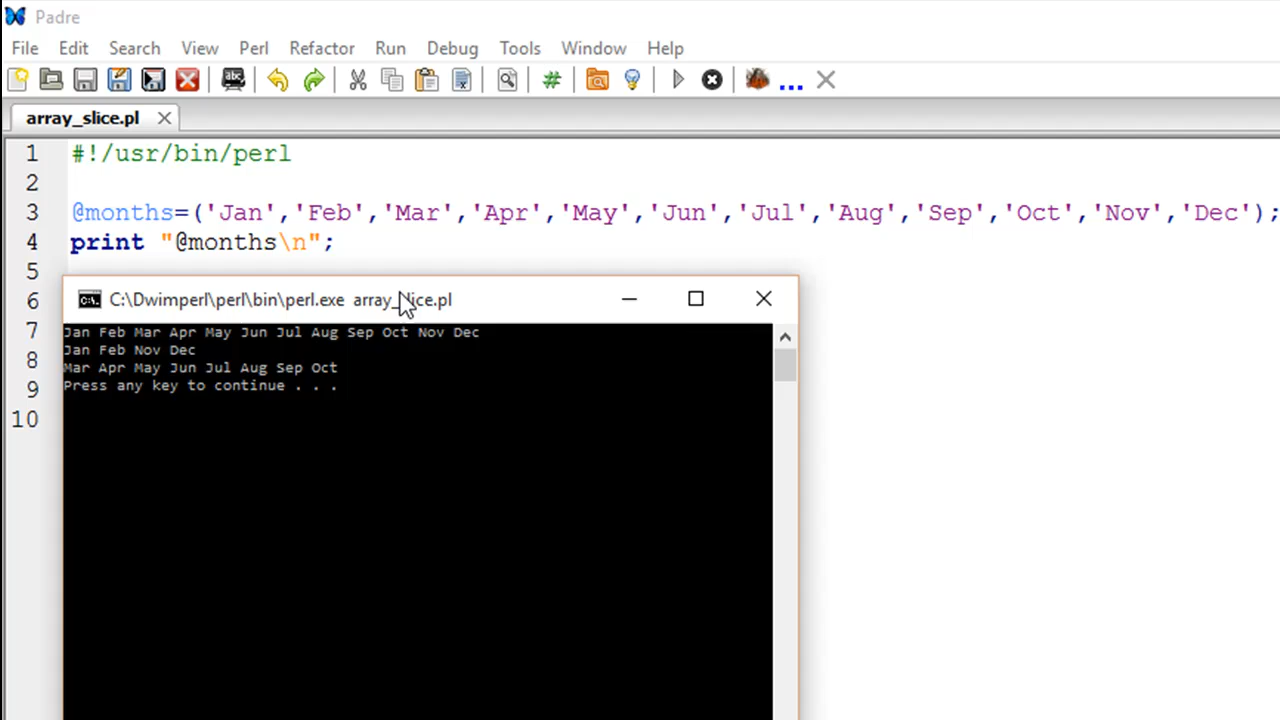 Padre
File Edit Search View Perl Refactor Run Debug Tools Window Help
abc # ...
array_slice.pl
1 #!/usr/bin/perl
2
3 @months=('Jan','Feb','Mar','Apr','May','Jun','Jul','Aug','Sep','Oct','Nov','Dec');
4 print "@months\n";
5
6 C:\Dwimperl\perl\bin\perl.exe array_slice.pl
7 Jan Feb Mar Apr May Jun Jul Aug Sep Oct Nov Dec
Jan Feb Nov Dec
8 Mar Apr May Jun Jul Aug Sep Oct
9 Press any key to continue . . .
10